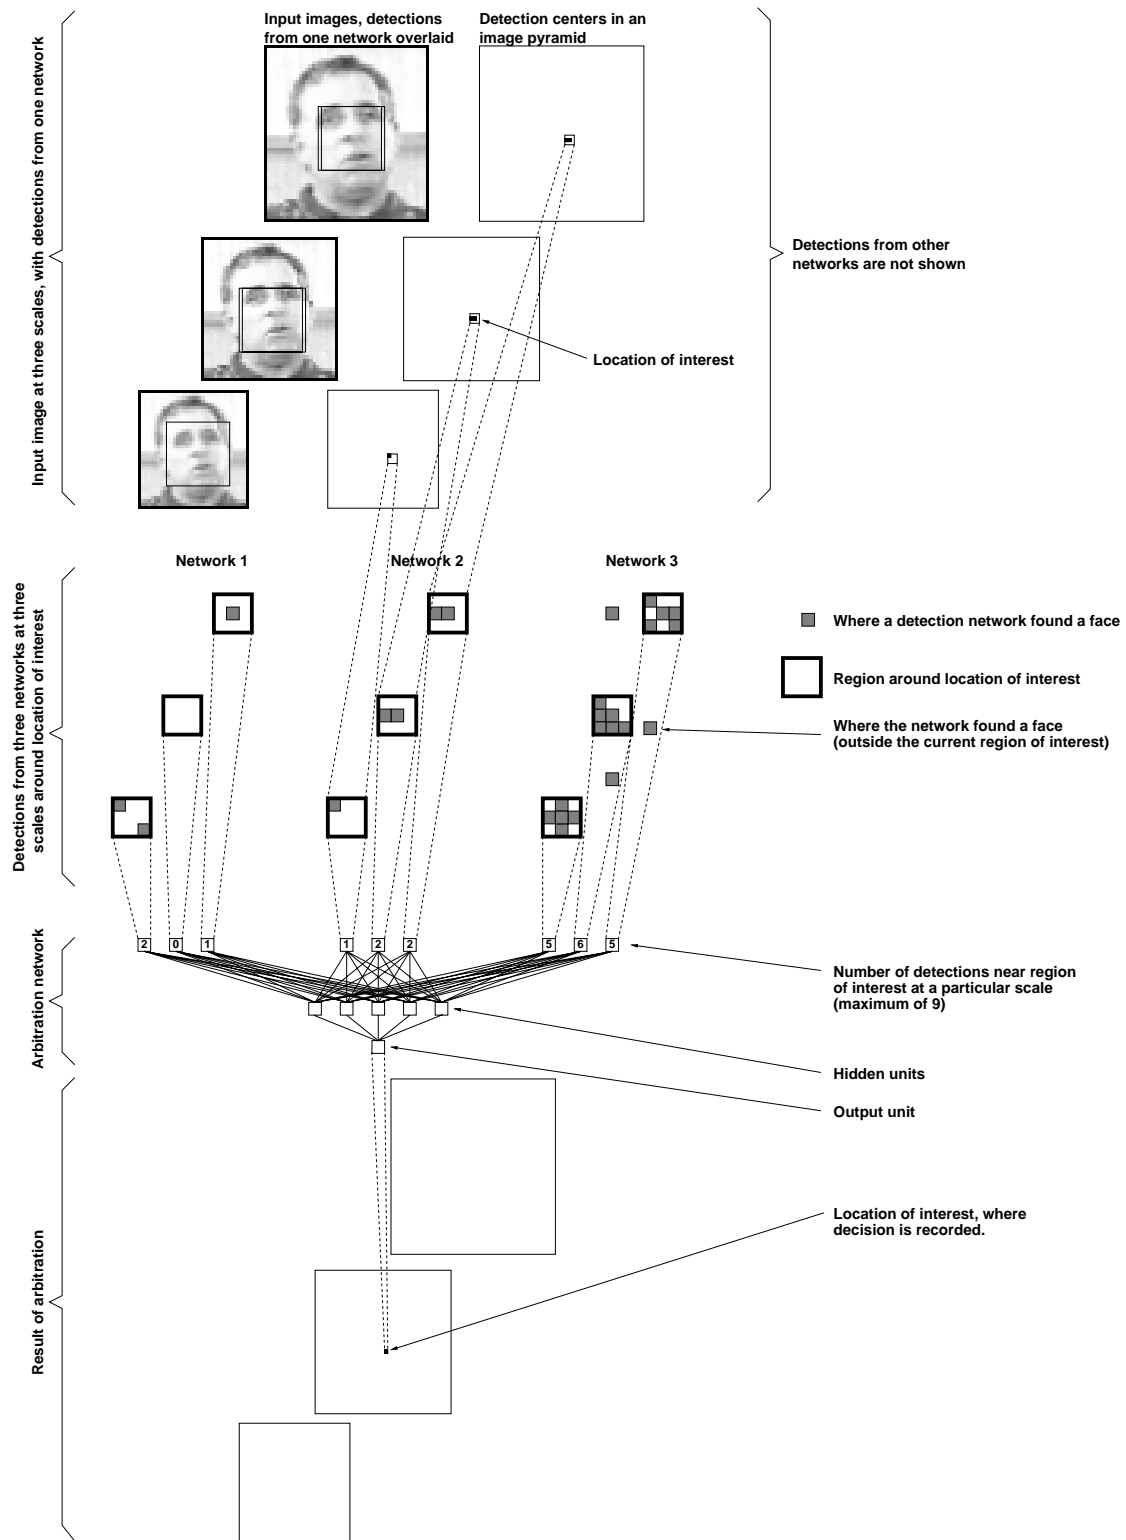 Input images, detections
from one network overlaid
Detection centers in an
image pyramid
Input image at three scales, with detections from one network
Detections from other
networks are not shown
Location of interest
Network 1
Network 2
Network 3
Detections from three networks at three
scales around location of interest
Where a detection network found a face
Region around location of interest
Where the network found a face
(outside the current region of interest)
2 0 1 1 2 2 5 6 5
Arbitration network
Number of detections near region
of interest at a particular scale
(maximum of 9)
Hidden units
Output unit
Result of arbitration
Location of interest, where
decision is recorded.